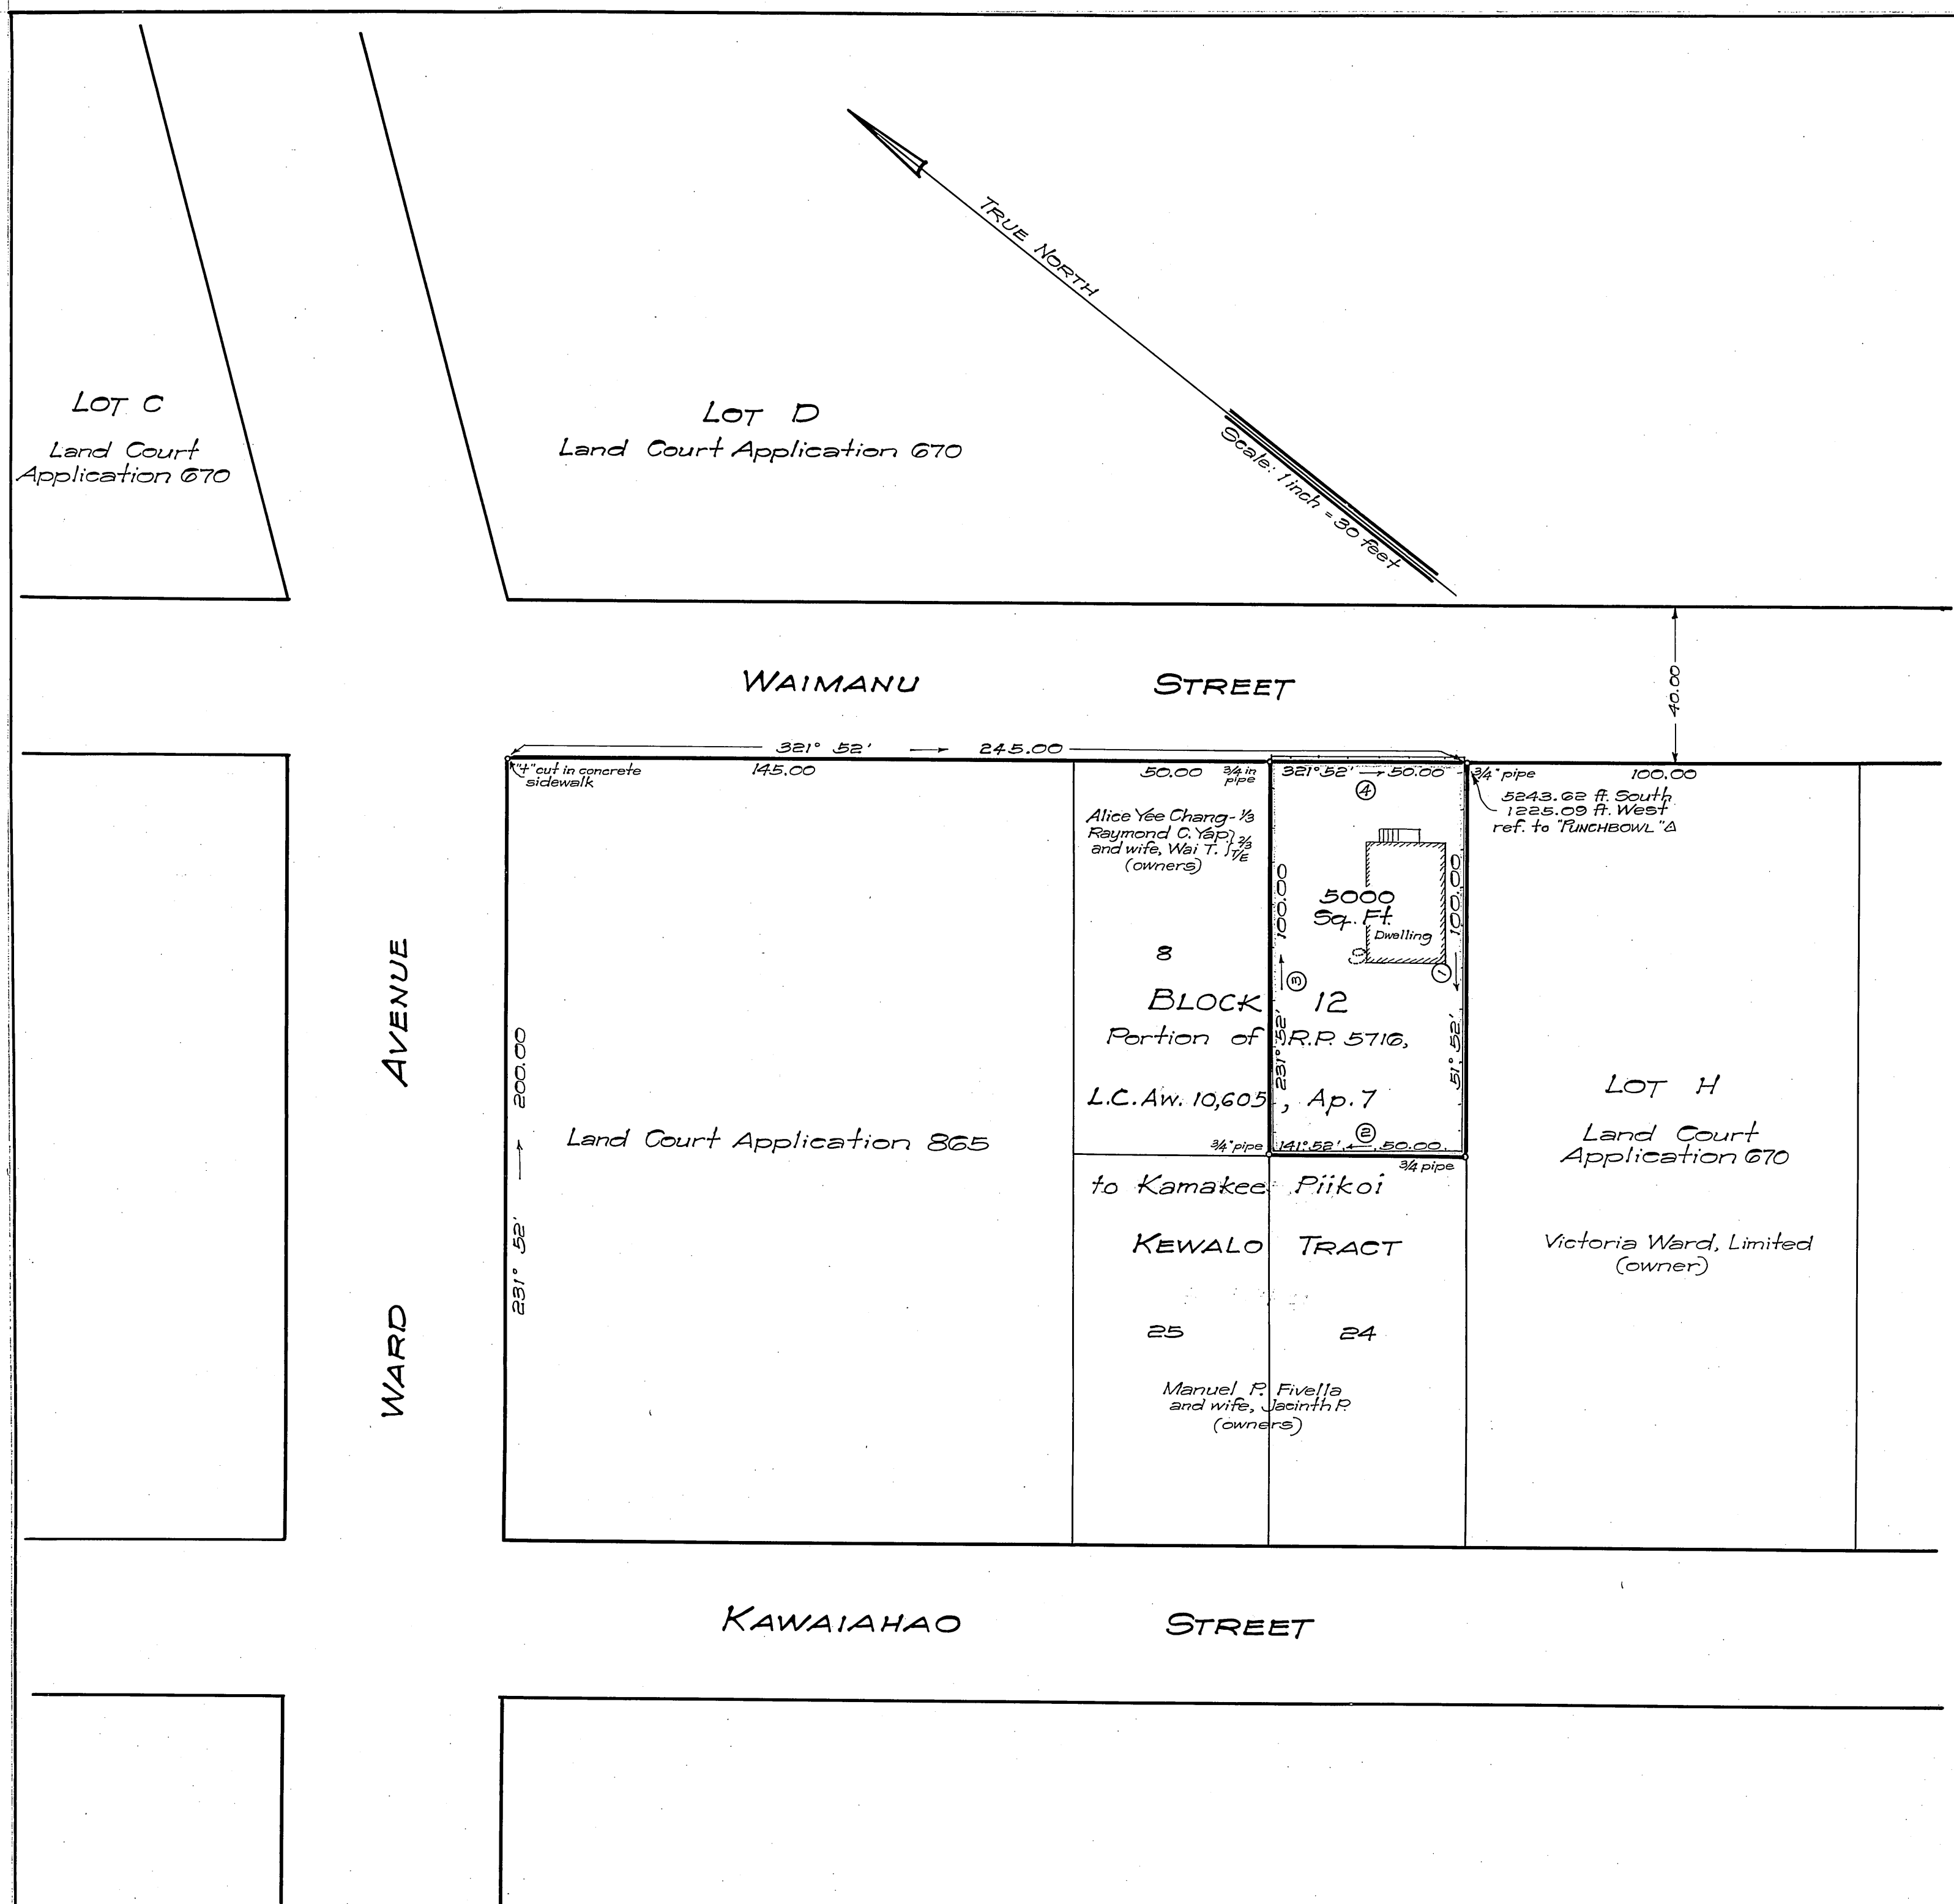 TRUE NORTH
Scale: 1 inch = 30 feet
LOT C
Land Court
Application 670
LOT D
Land Court Application 670
WAIMANU STREET
40.00
321° 52' 245.00
"+" cut in concrete
sidewalk
145.00
50.00
3/4 in
pipe
321° 52' 50.00
4
3/4" pipe
100.00
5243.62 ft. South
1225.09 ft. West
ref. to "PUNCHBOWL" △
Alice Yee Chang - 1/3
Raymond C. Yap } 2/3
and wife, Wai T. } T/E
(owners)
100.00
5000
Sq. Ft.
Dwelling
100.00
1
8
3
BLOCK 12
Portion of R.P. 5716,
231° 52'
51° 52'
L.C. Aw. 10,605, Ap. 7
2
3/4" pipe
141° 52' 50.00
3/4 pipe
to Kamakee Piikoi
KEWALO TRACT
25
24
Manuel P. Fivella
and wife, Jacinth P.
(owners)
LOT H
Land Court
Application 670
Victoria Ward, Limited
(owner)
Land Court Application 865
231° 52' 200.00
WARD AVENUE
KAWAIAHAO STREET